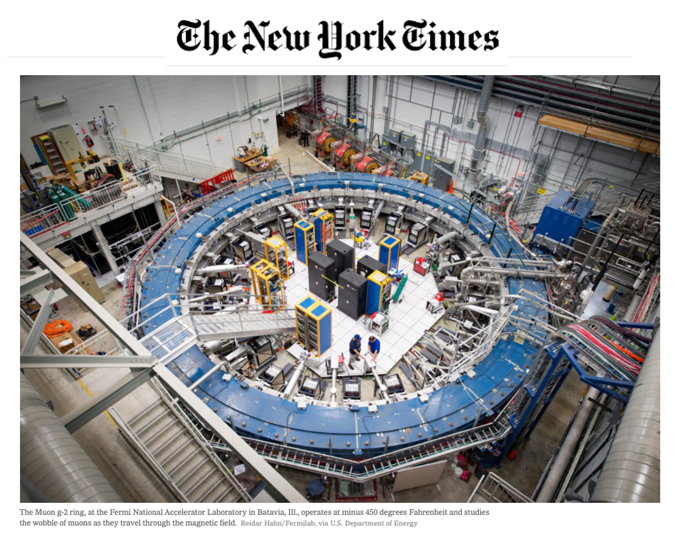 The New York Times
The Muon g-2 ring, at the Fermi National Accelerator Laboratory in Batavia, Ill., operates at minus 450 degrees Fahrenheit and studies
the wobble of muons as they travel through the magnetic field. Reidar Hahn/Fermilab, via U.S. Department of Energy